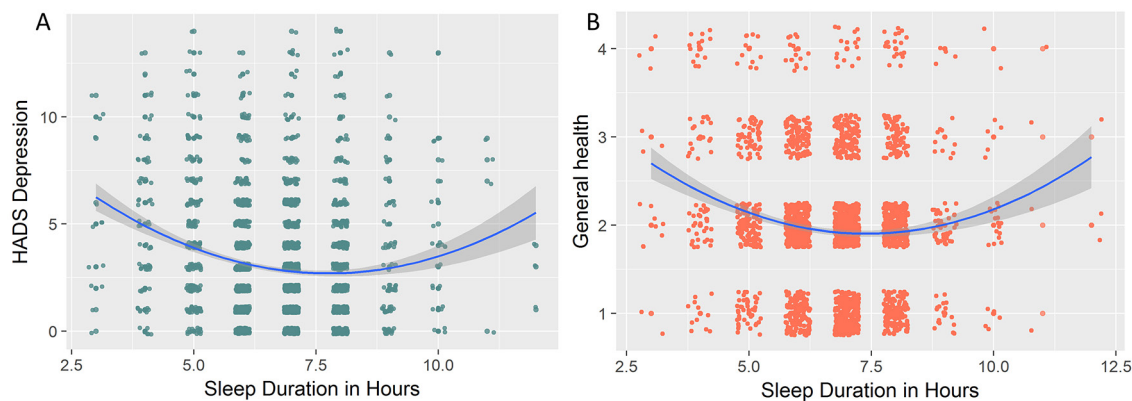 A
HADS Depression
10
5
0
2.5 5.0 7.5 10.0
Sleep Duration in Hours
B
General health
4
3
2
1
2.5 5.0 7.5 10.0 12.5
Sleep Duration in Hours